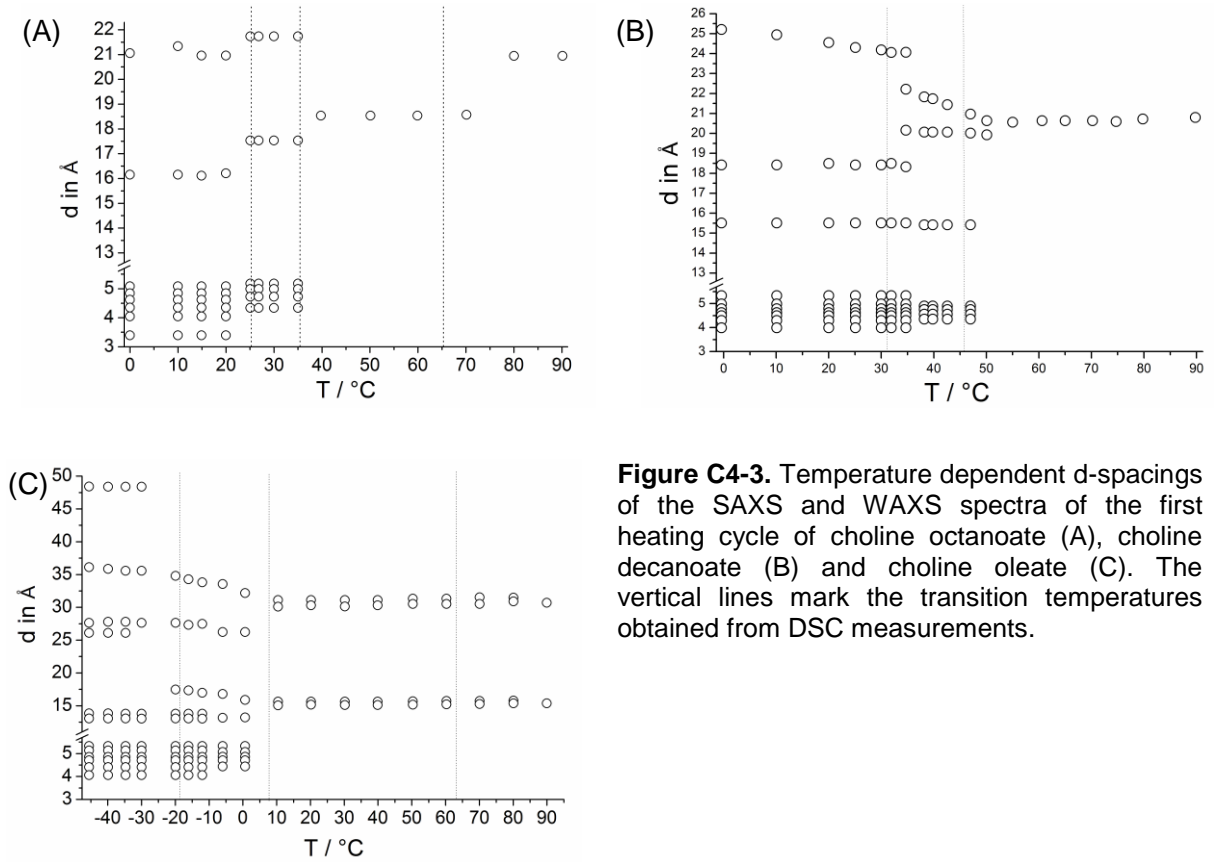 (A)
22
21
20
19
18
17
16
15
14
13
5
4
3
d in Å
0 10 20 30 40 50 60 70 80 90
T / °C
(B)
26
25
24
23
22
21
20
19
18
17
16
15
14
13
5
4
3
d in Å
0 10 20 30 40 50 60 70 80 90
T / °C
(C)
50
45
40
35
30
25
20
15
5
4
3
d in Å
-40 -30 -20 -10 0 10 20 30 40 50 60 70 80 90
T / °C
Figure C4-3. Temperature dependent d-spacings
of the SAXS and WAXS spectra of the first
heating cycle of choline octanoate (A), choline
decanoate (B) and choline oleate (C). The
vertical lines mark the transition temperatures
obtained from DSC measurements.